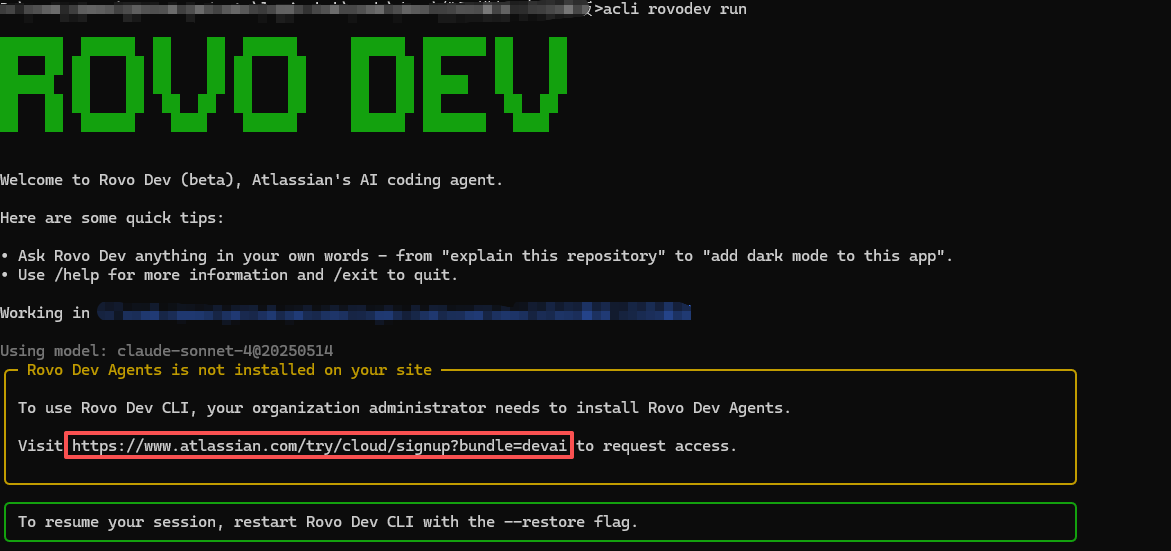 >acli rovodev run
ROVO DEV
Welcome to Rovo Dev (beta), Atlassian's AI coding agent.
Here are some quick tips:
• Ask Rovo Dev anything in your own words - from "explain this repository" to "add dark mode to this app".
• Use /help for more information and /exit to quit.
Working in
Using model: claude-sonnet-4@20250514
Rovo Dev Agents is not installed on your site
To use Rovo Dev CLI, your organization administrator needs to install Rovo Dev Agents.
Visit https://www.atlassian.com/try/cloud/signup?bundle=devai to request access.
To resume your session, restart Rovo Dev CLI with the --restore flag.